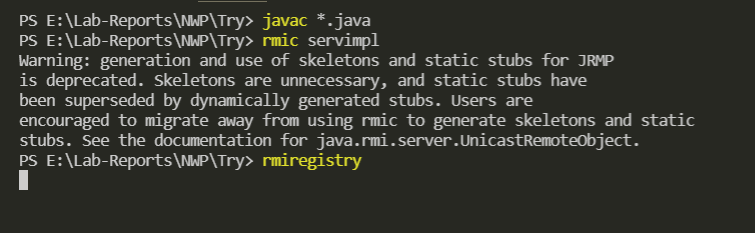 PS E:\Lab-Reports\NWP\Try> javac *.java
PS E:\Lab-Reports\NWP\Try> rmic servimpl
Warning: generation and use of skeletons and static stubs for JRMP
is deprecated. Skeletons are unnecessary, and static stubs have
been superseded by dynamically generated stubs. Users are
encouraged to migrate away from using rmic to generate skeletons and static
stubs. See the documentation for java.rmi.server.UnicastRemoteObject.
PS E:\Lab-Reports\NWP\Try> rmiregistry